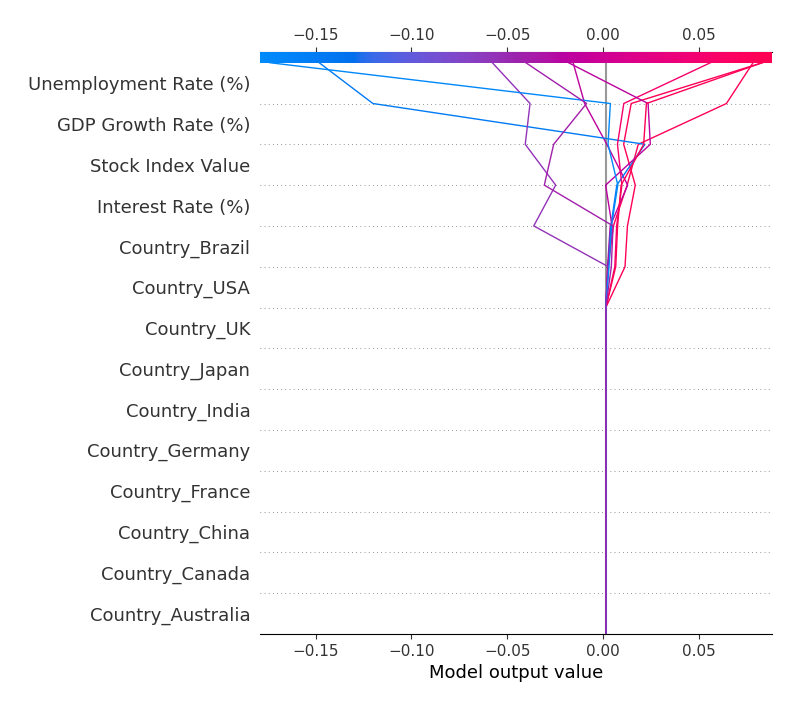 −0.15 −0.10 −0.05 0.00 0.05
Unemployment Rate (%)
GDP Growth Rate (%)
Stock Index Value
Interest Rate (%)
Country_Brazil
Country_USA
Country_UK
Country_Japan
Country_India
Country_Germany
Country_France
Country_China
Country_Canada
Country_Australia
−0.15 −0.10 −0.05 0.00 0.05
Model output value